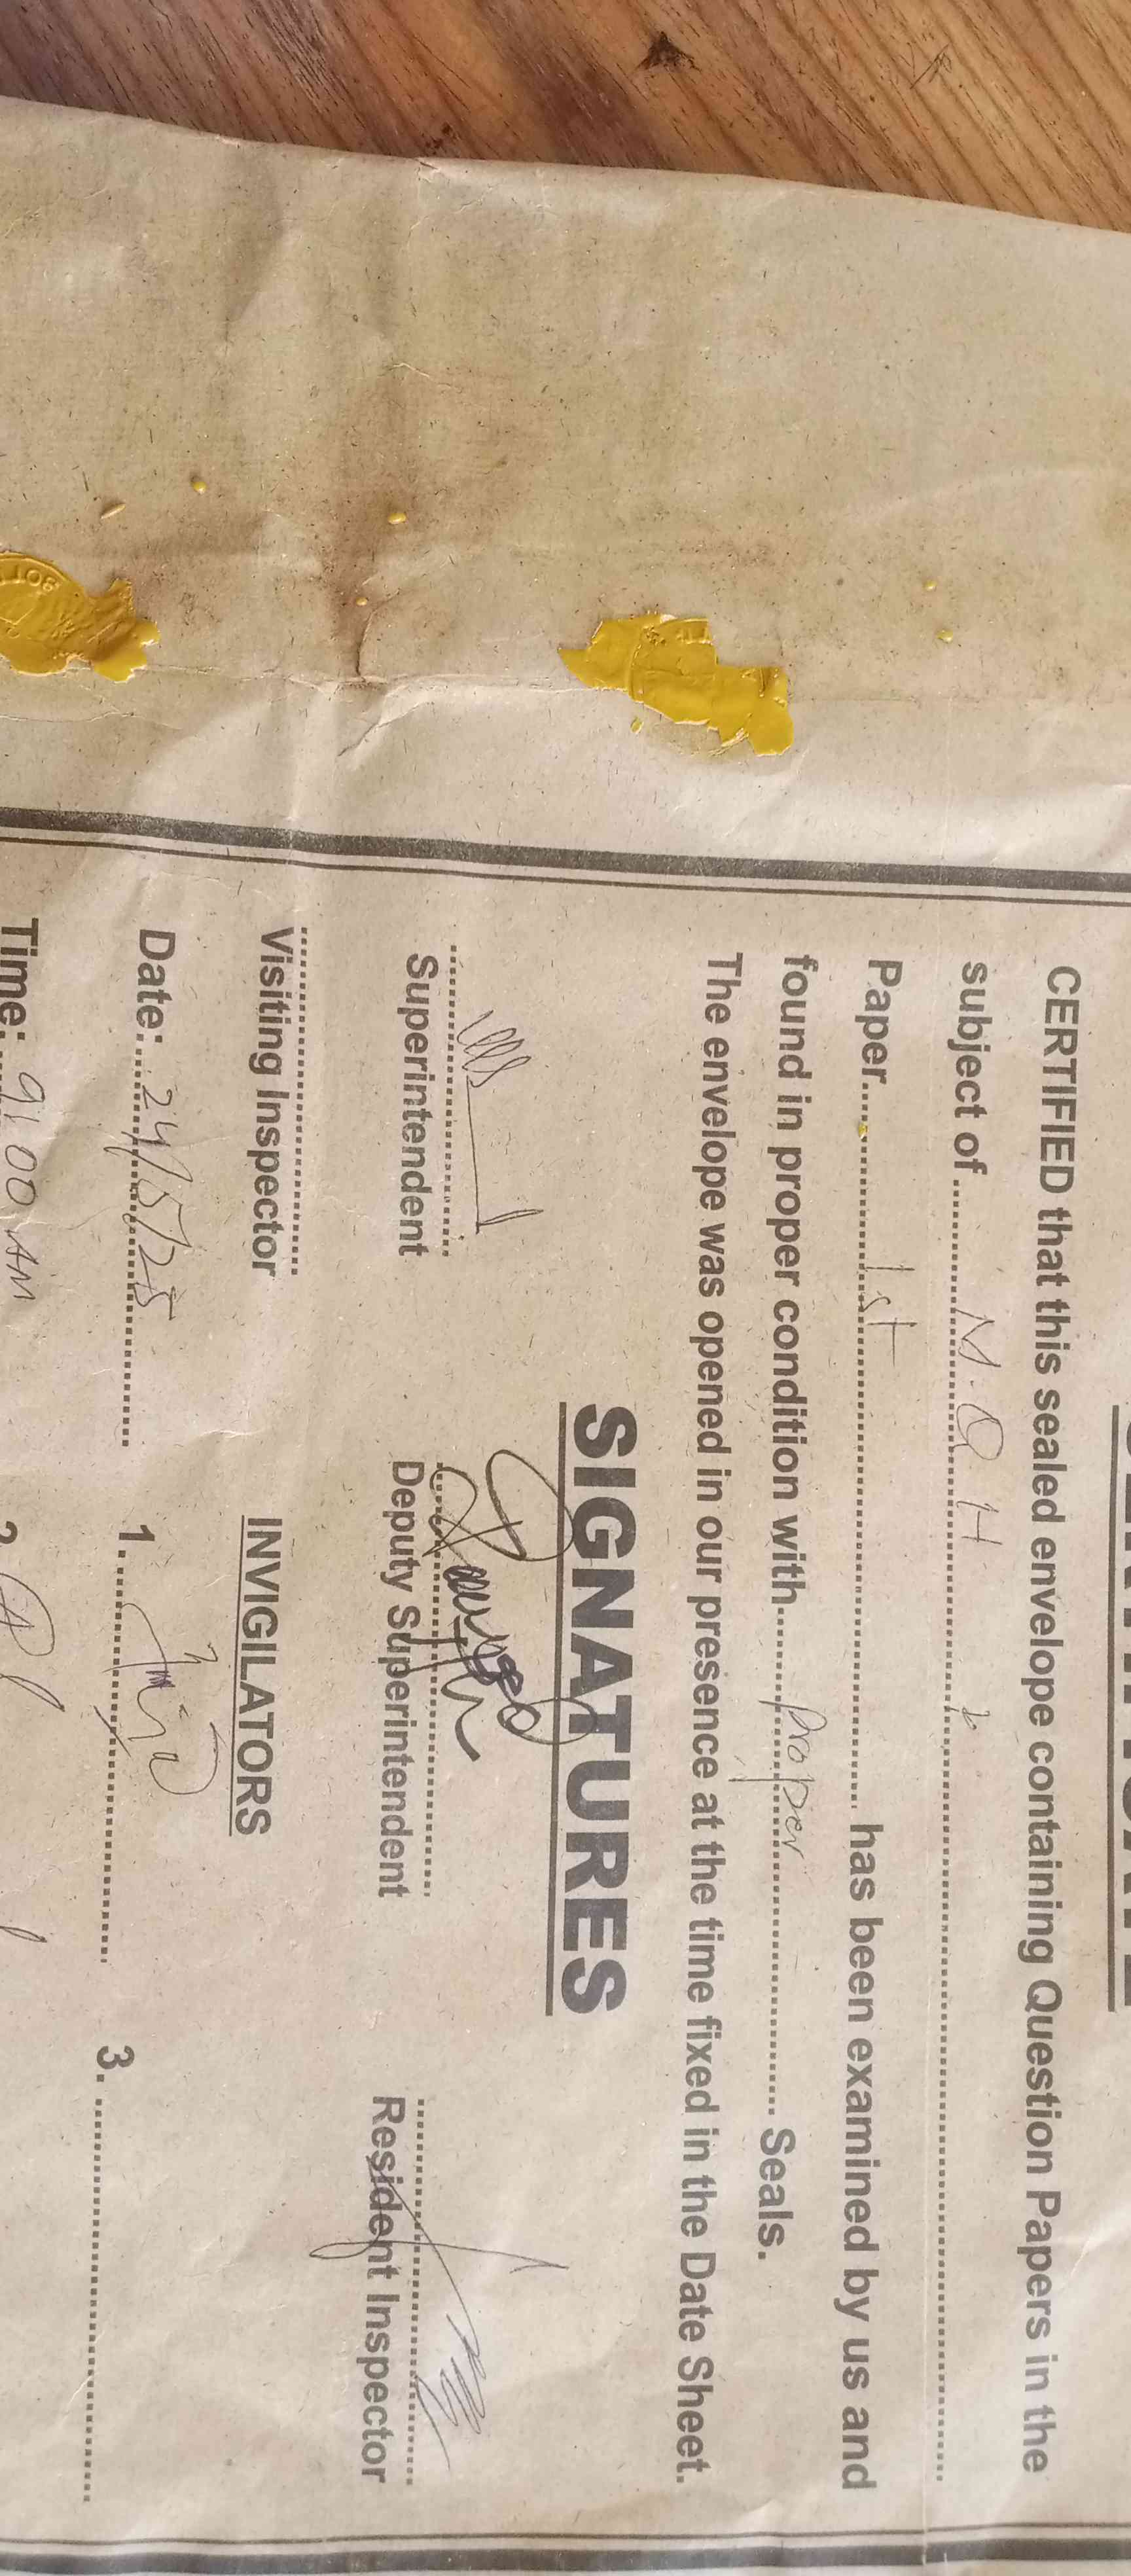 CERTIFIED that this sealed envelope containing Question Papers in the
subject of .......... M.Q.H ..........
Paper.......... 1st .......... has been examined by us and
found in proper condition with.......... proper .......... Seals.
The envelope was opened in our presence at the time fixed in the Date Sheet.
SIGNATURES
Superintendent Deputy Superintendent Resident Inspector
Visiting Inspector INVIGILATORS
Date: 24/5/25 1. 3.
Time: 9:00 AM 2.